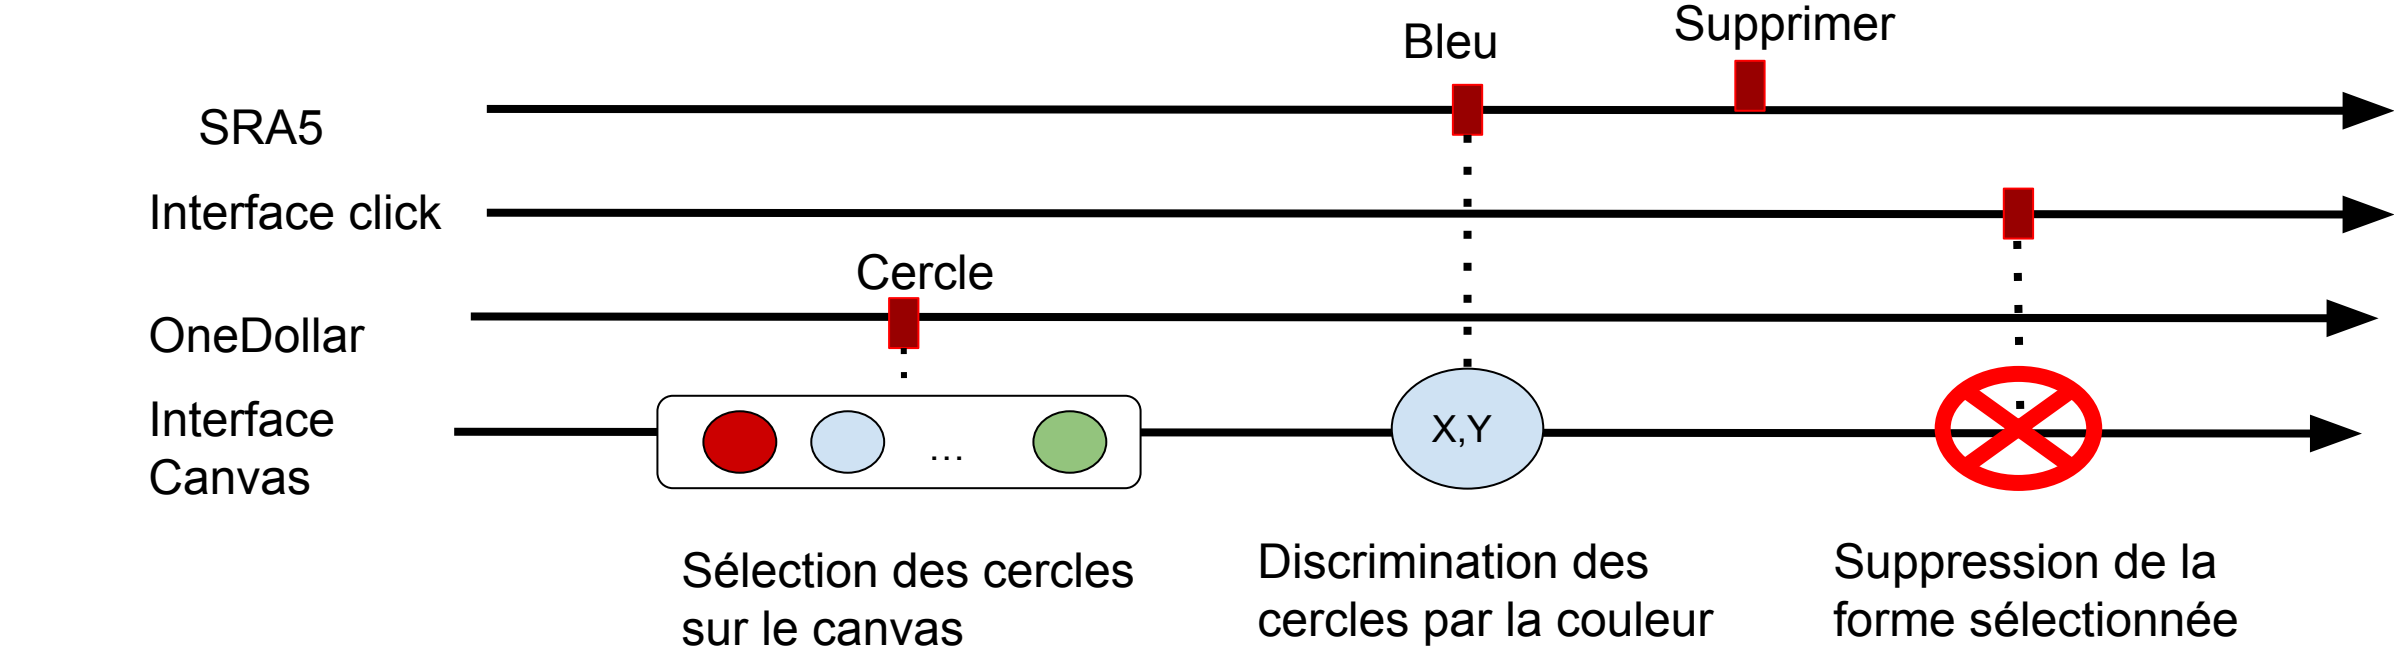 Supprimer
Bleu
SRA5
Interface click
Cercle
OneDollar
Interface
Canvas
...
X,Y
Sélection des cercles
sur le canvas
Discrimination des
cercles par la couleur
Suppression de la
forme sélectionnée